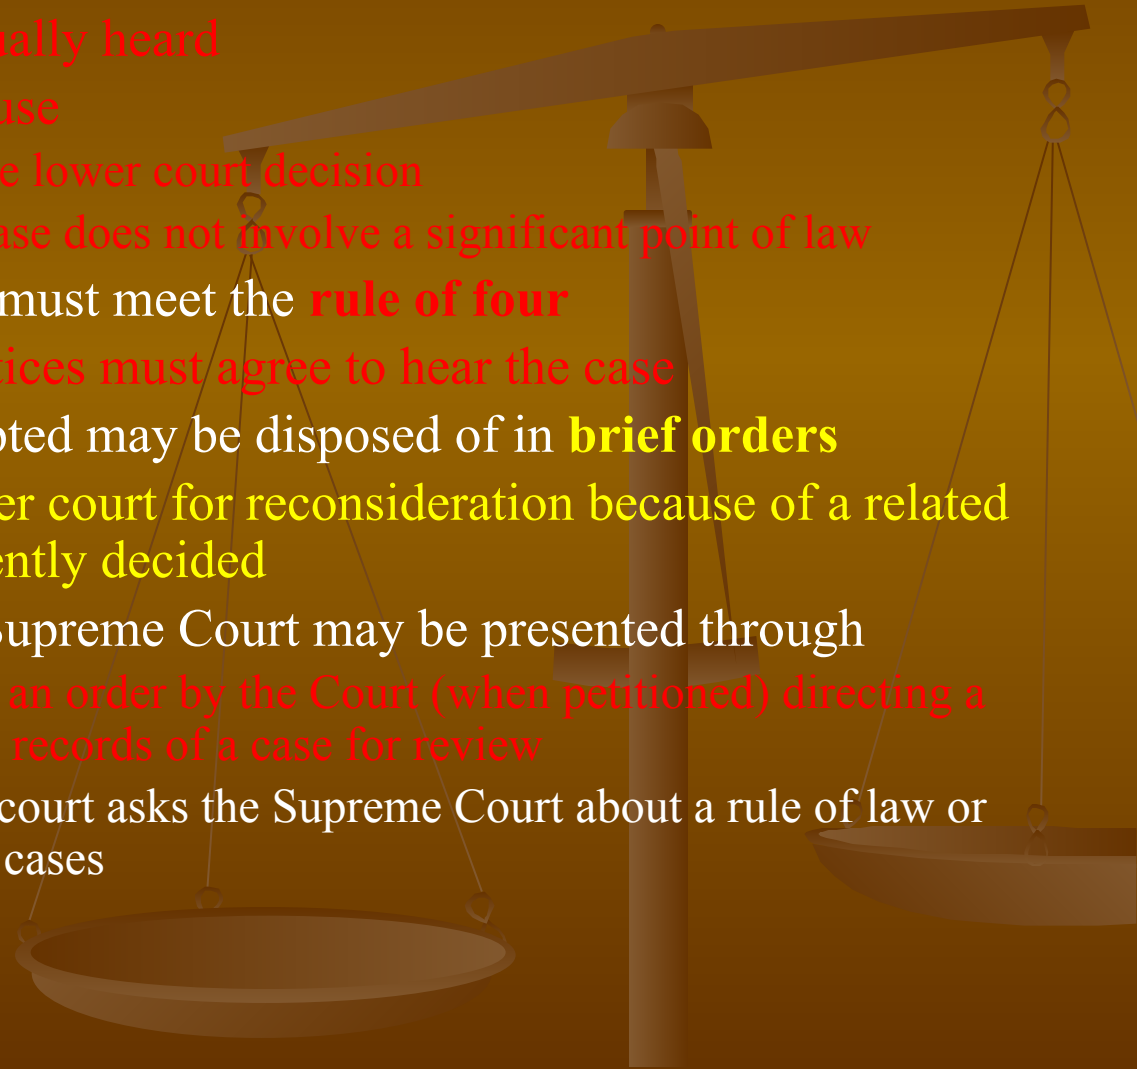 ually heard
use
e lower court decision
ase does not involve a significant point of law
must meet the rule of four
tices must agree to hear the case
pted may be disposed of in brief orders
er court for reconsideration because of a related
ently decided
Supreme Court may be presented through
an order by the Court (when petitioned) directing a
records of a case for review
court asks the Supreme Court about a rule of law or
cases